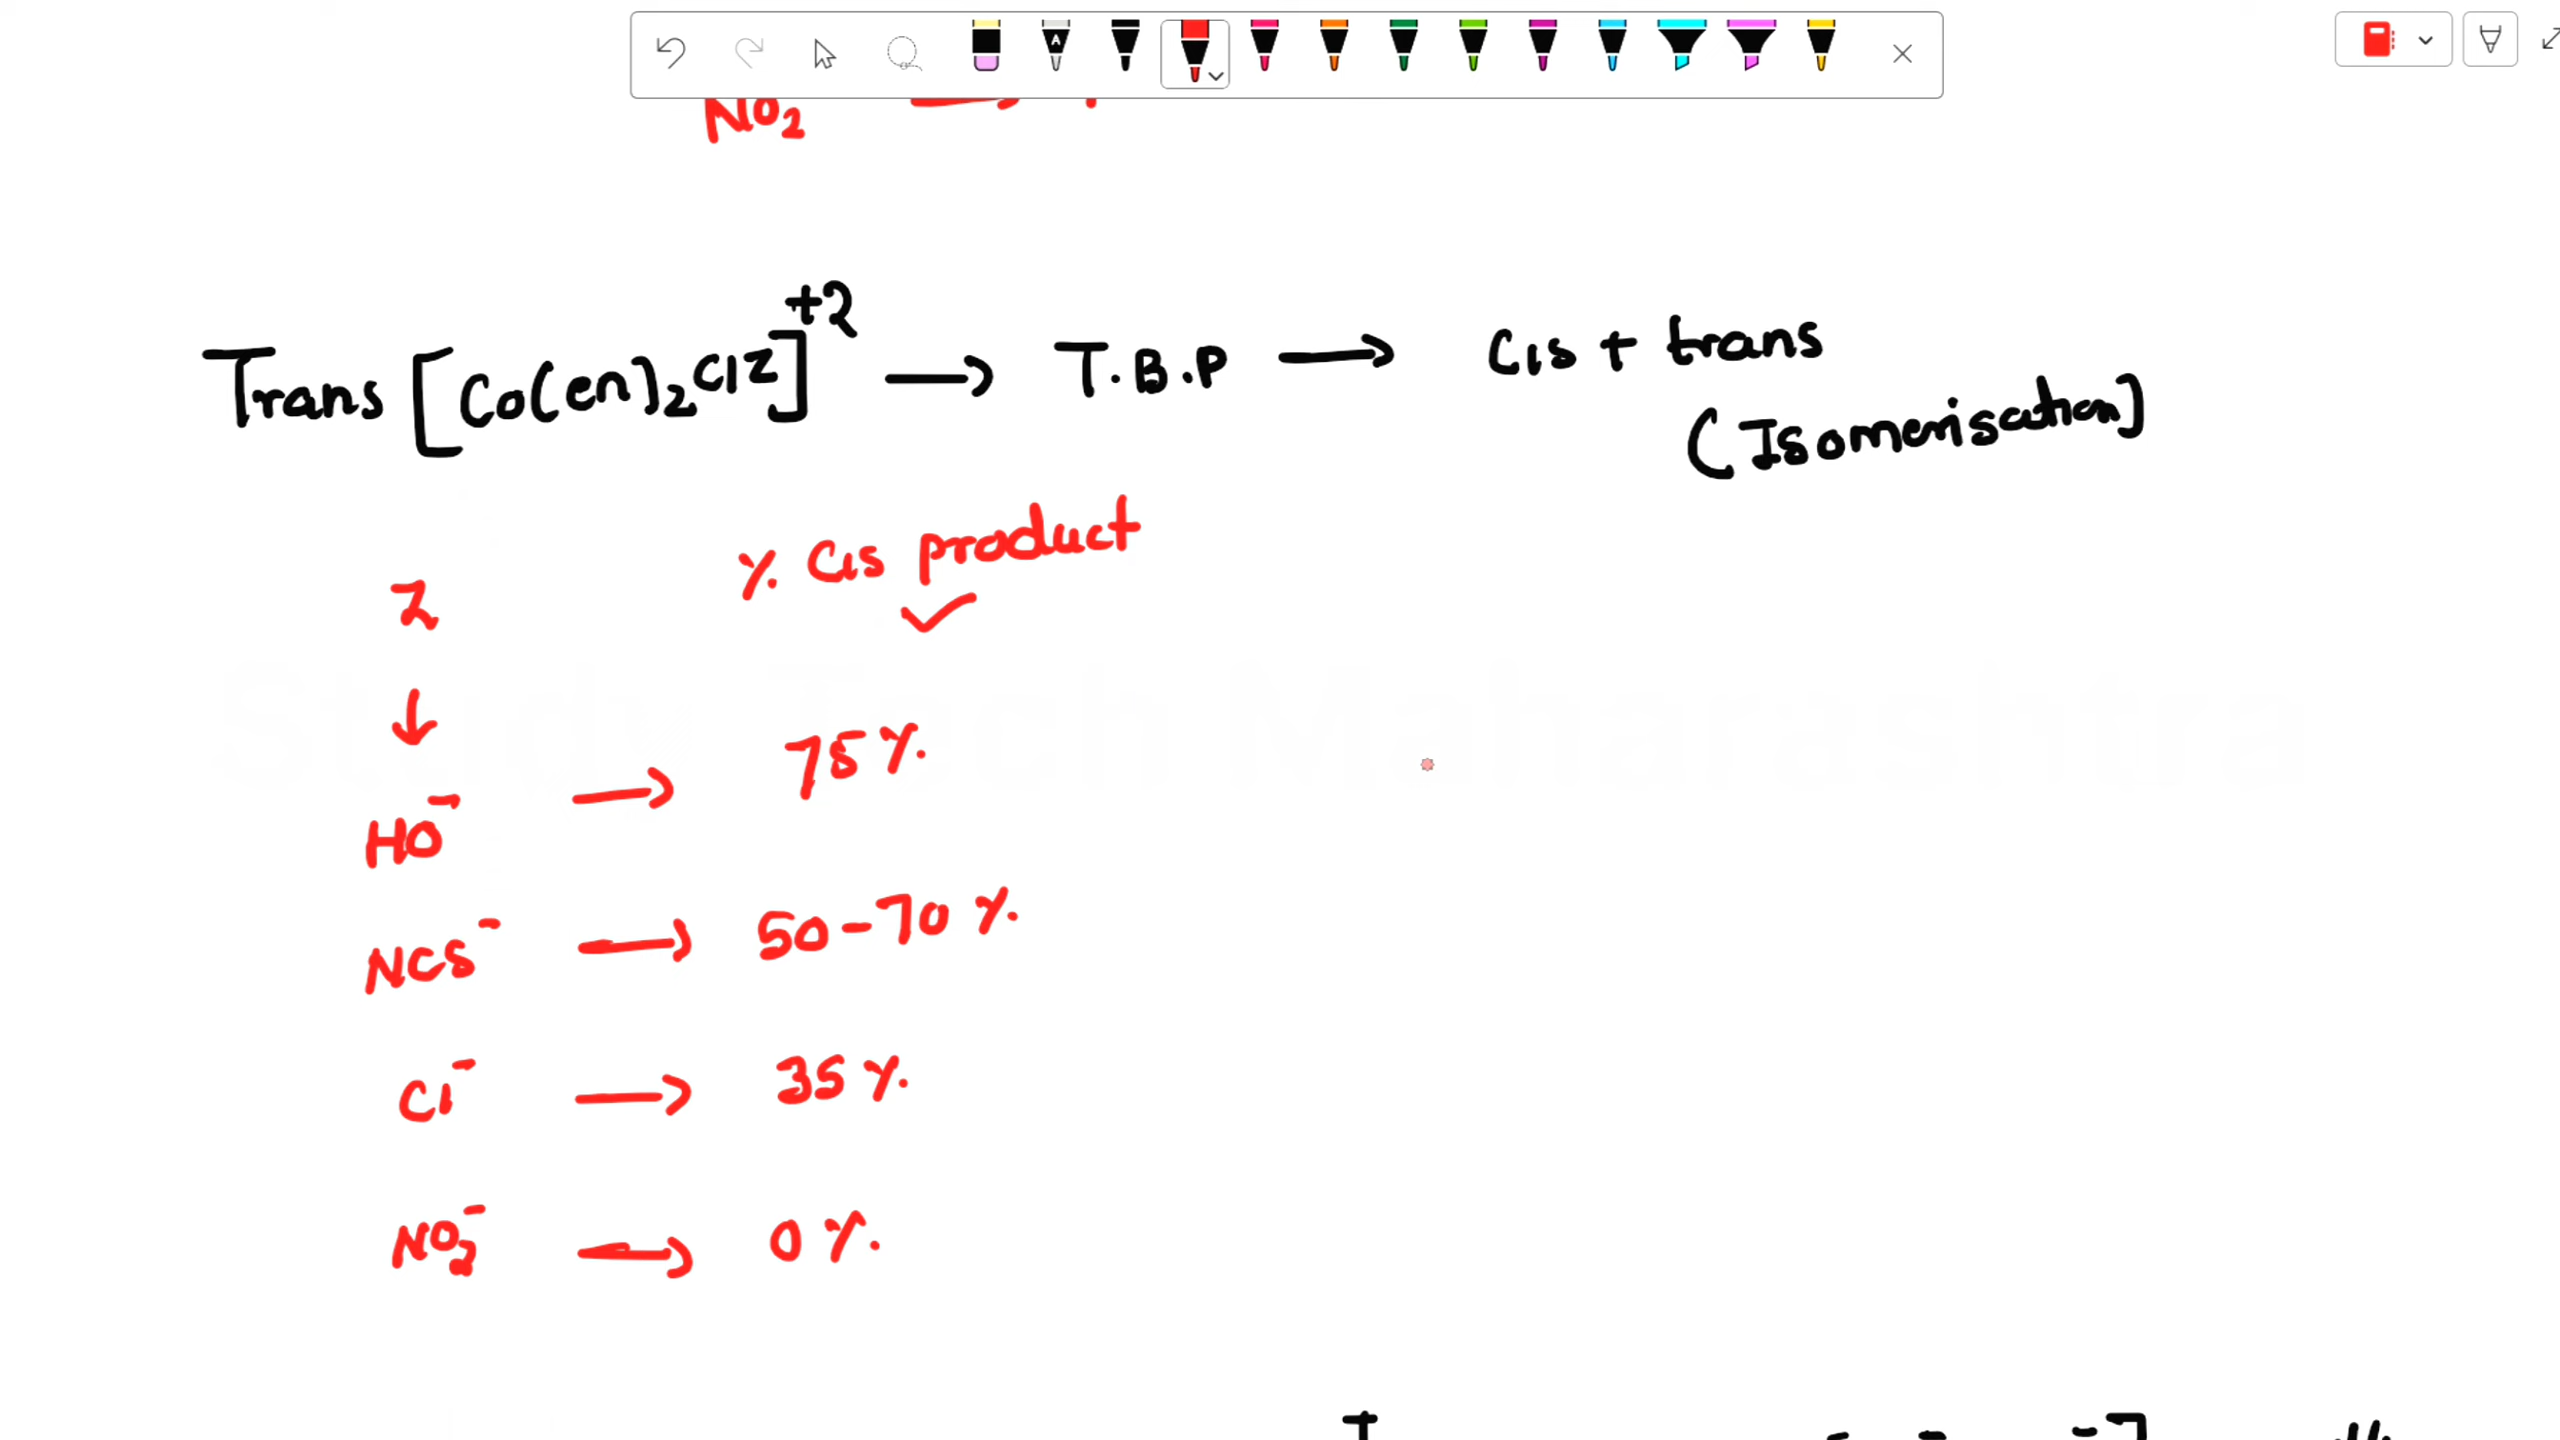 NO2
Trans [Co(en)2ClZ]+2 → T.B.P → Cis + trans
(Isomerisation)
Z % Cis product
HO- → 75%
NCS- → 50-70%
Cl- → 35%
NO2- → 0%